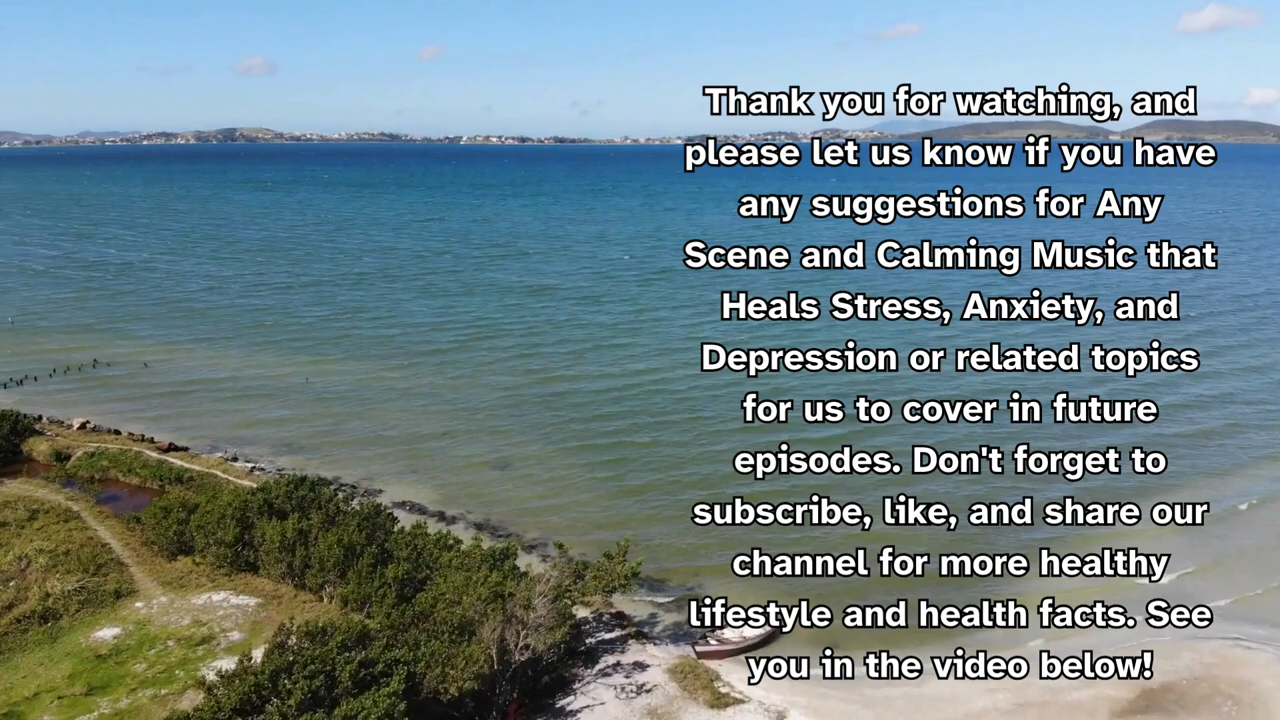 Thank you for watching, and
please let us know if you have
any suggestions for Any
Scene and Calming Music that
Heals Stress, Anxiety, and
Depression or related topics
for us to cover in future
episodes. Don't forget to
subscribe, like, and share our
channel for more healthy
lifestyle and health facts. See
you in the video below!